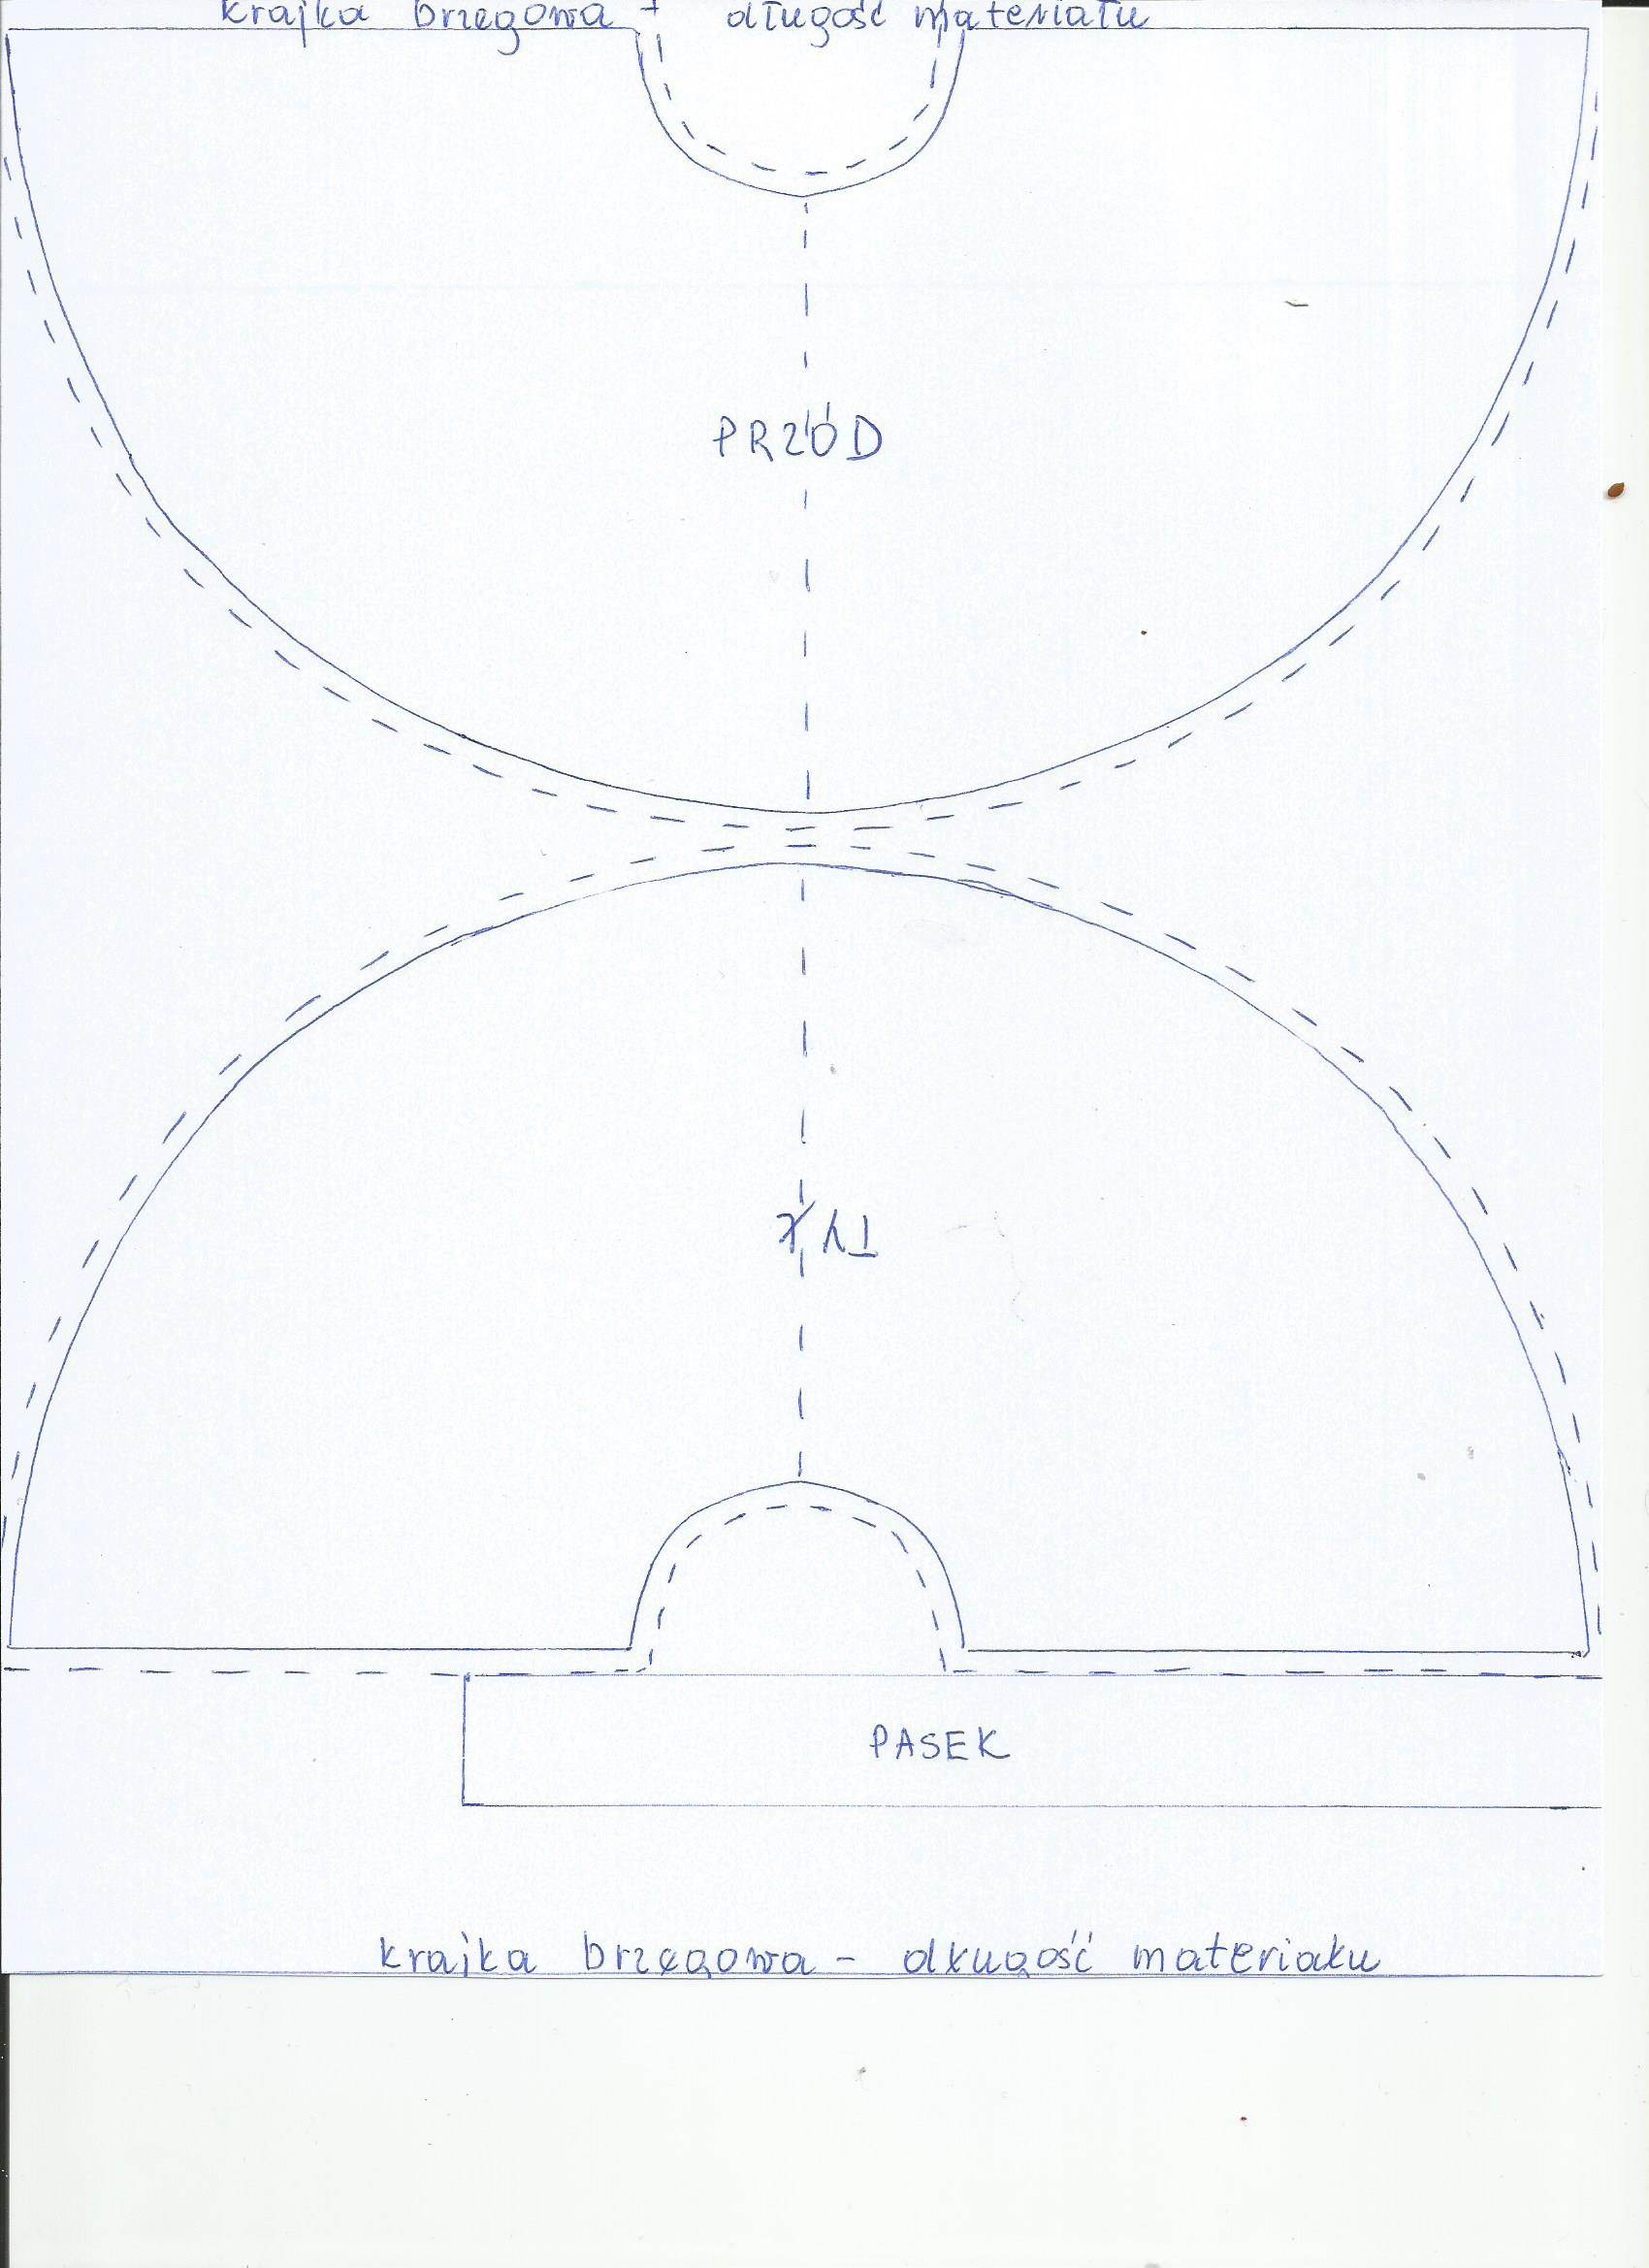 krajka brzegowa - długość materiału
PRZÓD
TYŁ
PASEK
krajka brzegowa - długość materiału